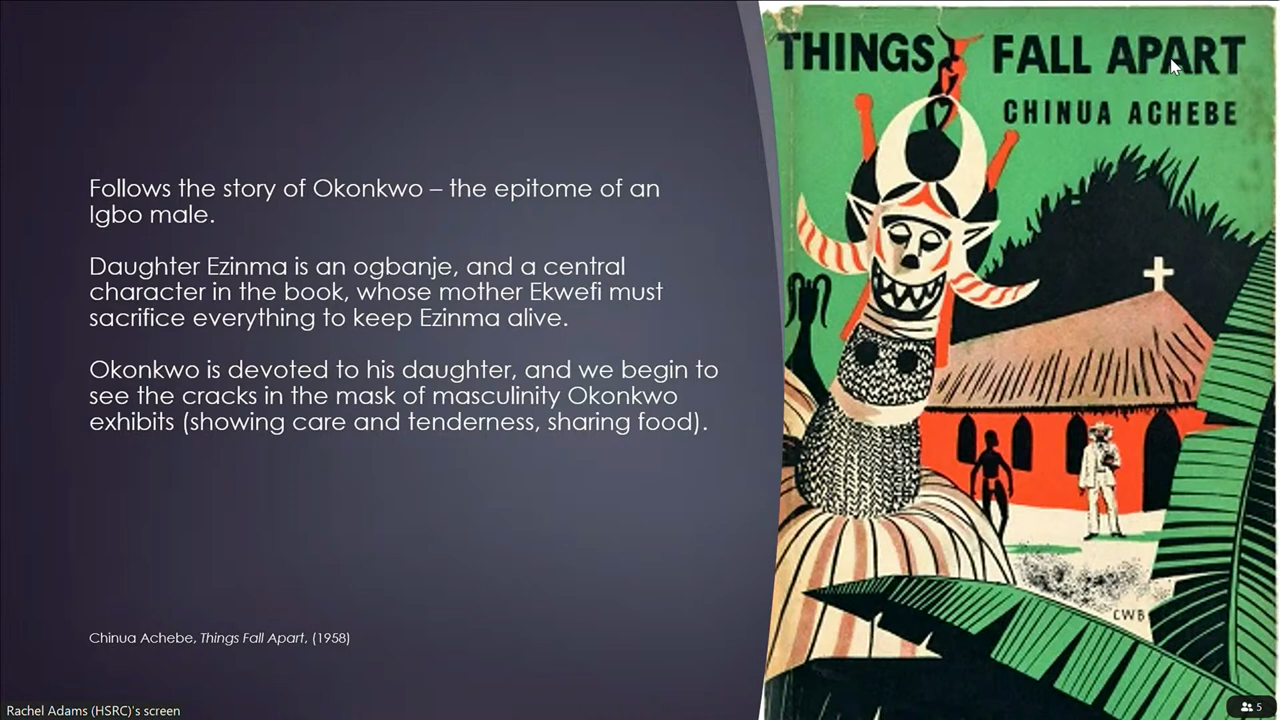 Follows the story of Okonkwo – the epitome of an
Igbo male.
Daughter Ezinma is an ogbanje, and a central
character in the book, whose mother Ekwefi must
sacrifice everything to keep Ezinma alive.
Okonkwo is devoted to his daughter, and we begin to
see the cracks in the mask of masculinity Okonkwo
exhibits (showing care and tenderness, sharing food).
Chinua Achebe, Things Fall Apart, (1958)
THINGS FALL APART
CHINUA ACHEBE
CWB
Rachel Adams (HSRC)'s screen
5